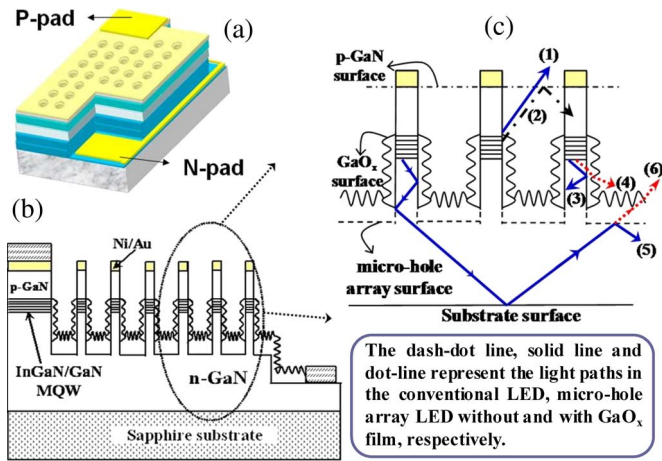 P-pad
(a)
N-pad
(b)
Ni/Au
p-GaN
InGaN/GaN
MQW
n-GaN
Sapphire substrate
(c)
p-GaN
surface
(1)
(2)
GaOₓ
surface
(3)
(4)
(6)
micro-hole
array surface
(5)
Substrate surface
The dash-dot line, solid line and
dot-line represent the light paths in
the conventional LED, micro-hole
array LED without and with GaOₓ
film, respectively.